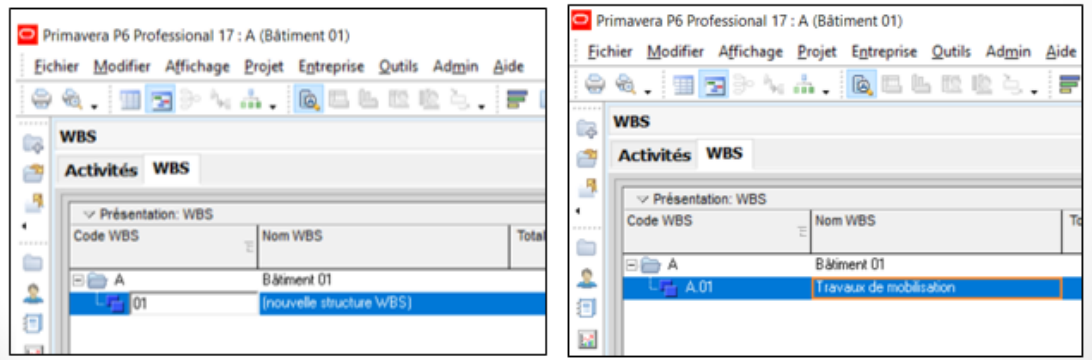 Primavera P6 Professional 17 : A (Bâtiment 01)
Fichier Modifier Affichage Projet Entreprise Outils Admin Aide
WBS
Activités WBS
Présentation: WBS
Code WBS Nom WBS Total
A Bâtiment 01
01 (nouvelle structure WBS)
Primavera P6 Professional 17 : A (Bâtiment 01)
Fichier Modifier Affichage Projet Entreprise Outils Admin Aide
WBS
Activités WBS
Présentation: WBS
Code WBS Nom WBS To
A Bâtiment 01
A.01 Travaux de mobilisation